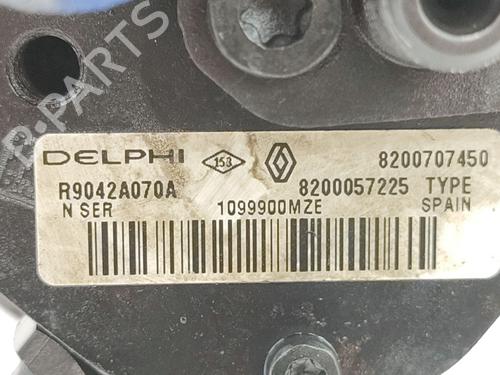 B-PARTS
DELPHI 153 8200707450
R9042A070A 8200057225 TYPE
N SER 1099900MZE SPAIN